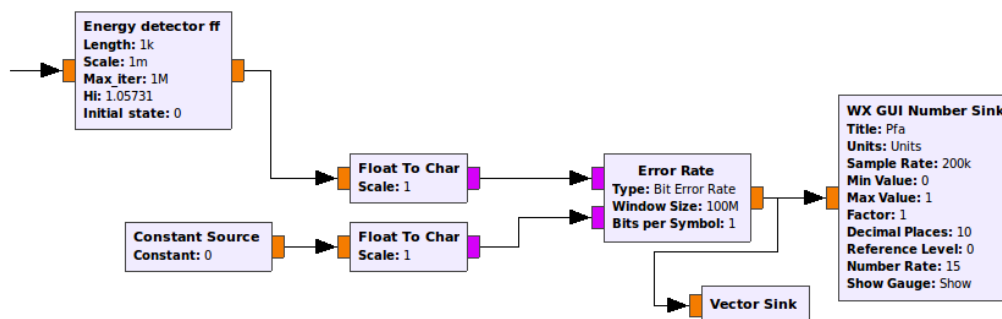 Energy detector ff
Length: 1k
Scale: 1m
Max_iter: 1M
Hi: 1.05731
Initial state: 0
Float To Char
Scale: 1
Constant Source
Constant: 0
Float To Char
Scale: 1
Error Rate
Type: Bit Error Rate
Window Size: 100M
Bits per Symbol: 1
WX GUI Number Sink
Title: Pfa
Units: Units
Sample Rate: 200k
Min Value: 0
Max Value: 1
Factor: 1
Decimal Places: 10
Reference Level: 0
Number Rate: 15
Show Gauge: Show
Vector Sink